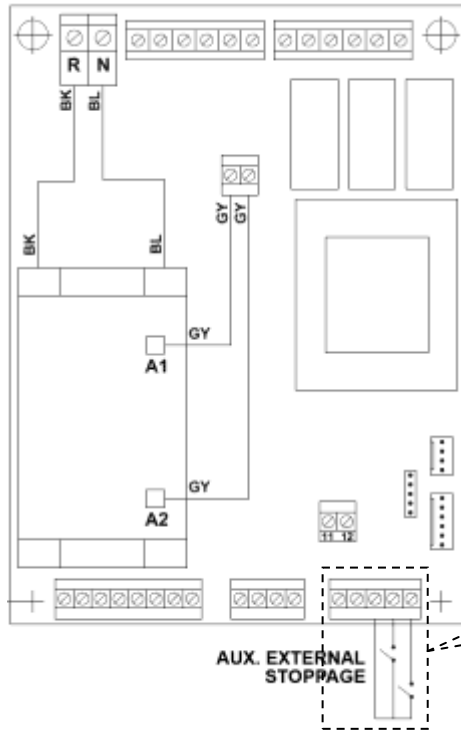 R N
BK
BL
GY
GY
BK
BL
GY
A1
GY
A2
11 12
AUX. EXTERNAL
STOPPAGE